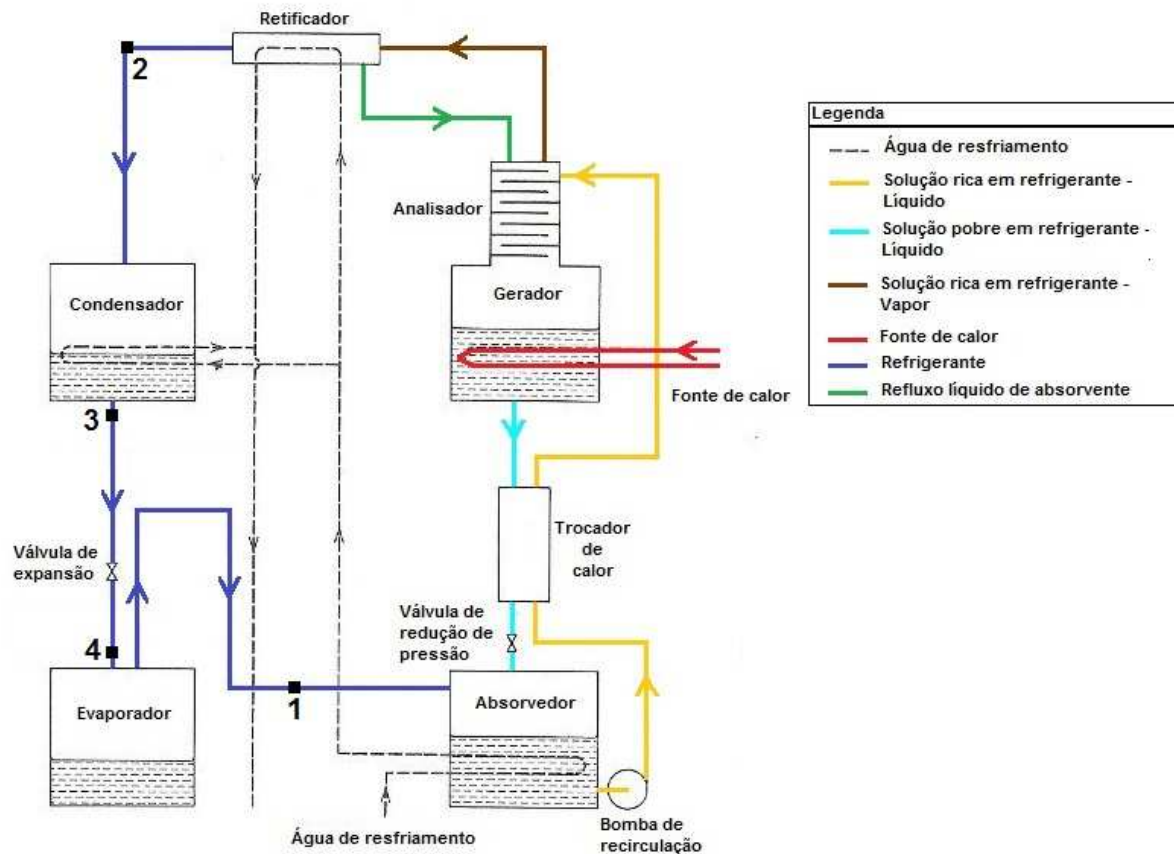 Retificador
2
Legenda
Água de resfriamento
Solução rica em refrigerante -
Líquido
Solução pobre em refrigerante -
Líquido
Solução rica em refrigerante -
Vapor
Fonte de calor
Refrigerante
Refluxo líquido de absorvente
Analisador
Condensador
Gerador
Fonte de calor
3
Trocador
de
calor
Válvula de
expansão
Válvula de
redução de
pressão
4
1
Evaporador
Absorvedor
Água de resfriamento
Bomba de
recirculação